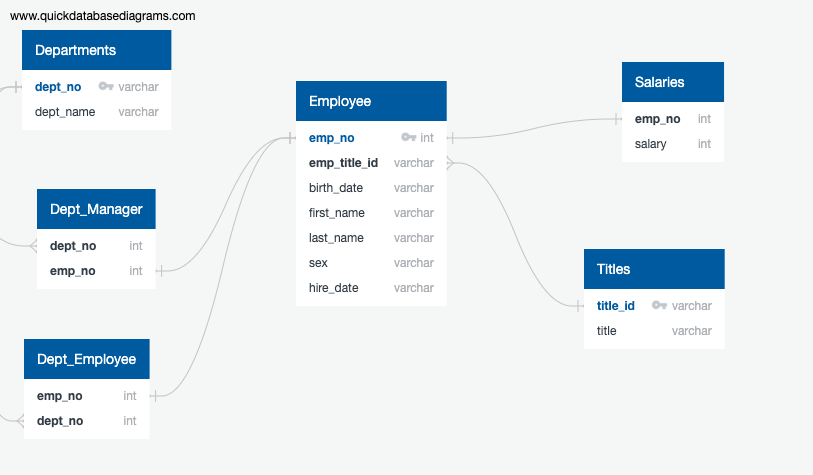 www.quickdatabasediagrams.com
Departments
dept_no varchar
dept_name varchar
Dept_Manager
dept_no int
emp_no int
Dept_Employee
emp_no int
dept_no int
Employee
emp_no int
emp_title_id varchar
birth_date varchar
first_name varchar
last_name varchar
sex varchar
hire_date varchar
Salaries
emp_no int
salary int
Titles
title_id varchar
title varchar